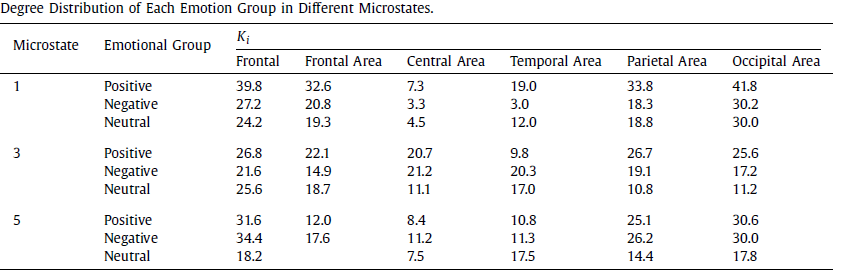 Degree Distribution of Each Emotion Group in Different Microstates.
Microstate Emotional Group Ki
Frontal Frontal Area Central Area Temporal Area Parietal Area Occipital Area
1 Positive 39.8 32.6 7.3 19.0 33.8 41.8
Negative 27.2 20.8 3.3 3.0 18.3 30.2
Neutral 24.2 19.3 4.5 12.0 18.8 30.0
3 Positive 26.8 22.1 20.7 9.8 26.7 25.6
Negative 21.6 14.9 21.2 20.3 19.1 17.2
Neutral 25.6 18.7 11.1 17.0 10.8 11.2
5 Positive 31.6 12.0 8.4 10.8 25.1 30.6
Negative 34.4 17.6 11.2 11.3 26.2 30.0
Neutral 18.2 7.5 17.5 14.4 17.8